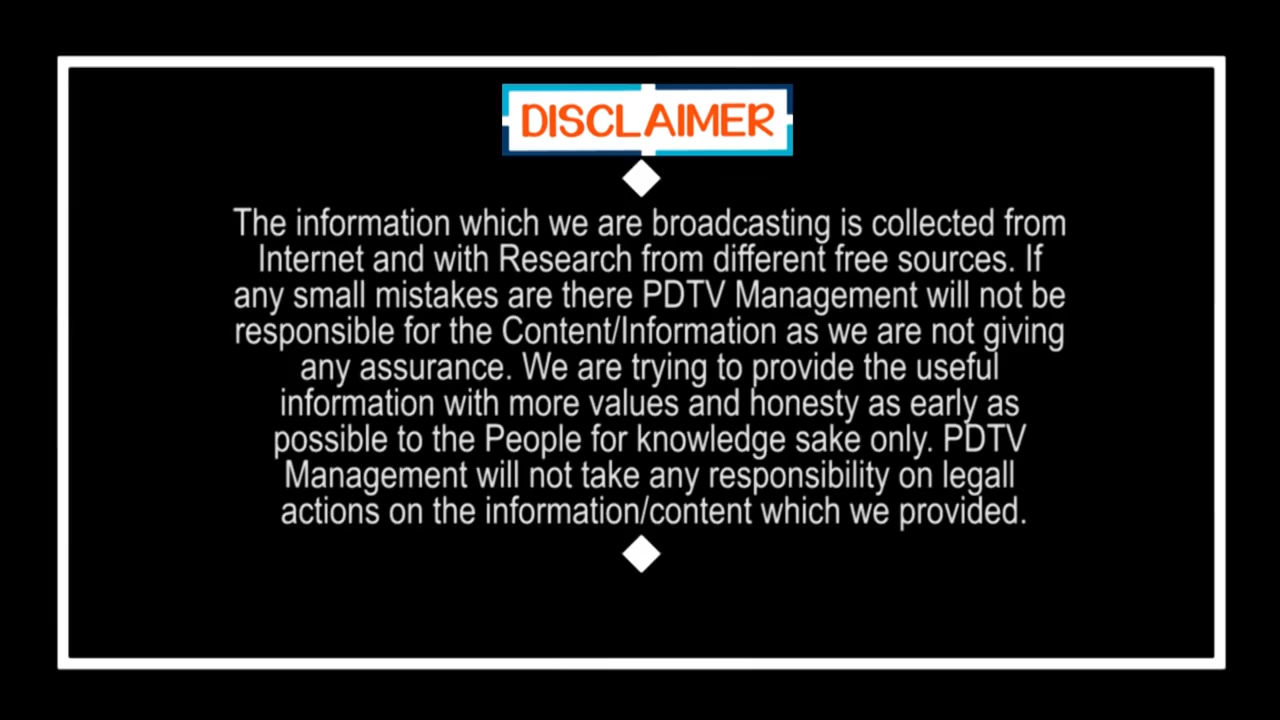 DISCLAIMER
The information which we are broadcasting is collected from
Internet and with Research from different free sources. If
any small mistakes are there PDTV Management will not be
responsible for the Content/Information as we are not giving
any assurance. We are trying to provide the useful
information with more values and honesty as early as
possible to the People for knowledge sake only. PDTV
Management will not take any responsibility on legall
actions on the information/content which we provided.